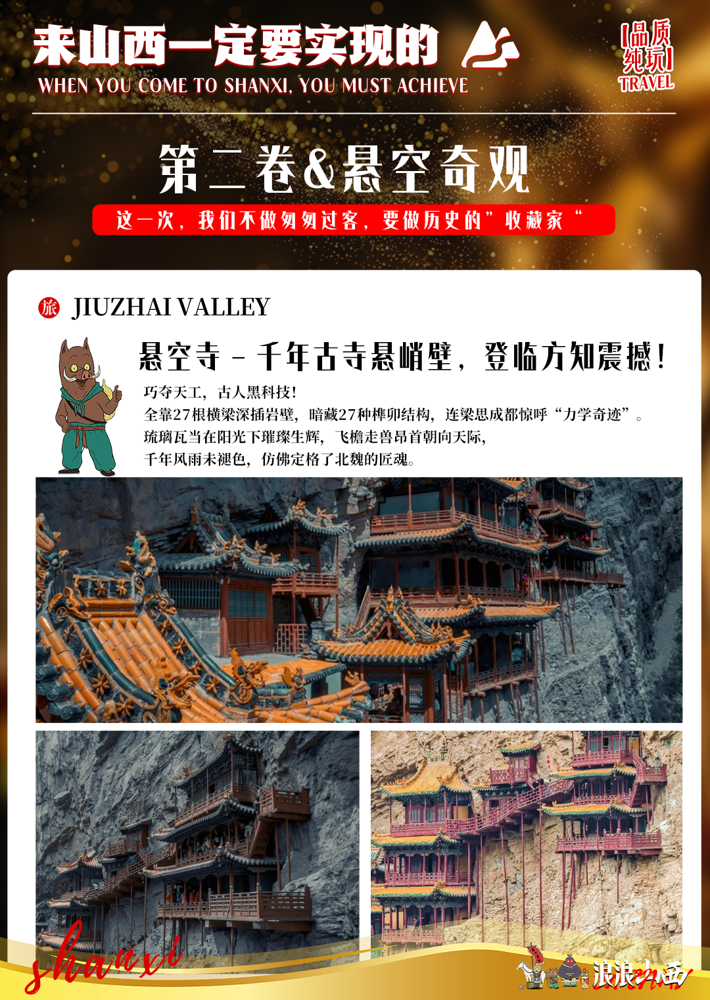 来山西一定要实现的
WHEN YOU COME TO SHANXI, YOU MUST ACHIEVE
品质
纯玩
TRAVEL
第二卷&悬空奇观
这一次，我们不做匆匆过客，要做历史的”收藏家“
旅 JIUZHAI VALLEY
悬空寺－千年古寺悬峭壁，登临方知震撼！
巧夺天工，古人黑科技！
全靠27根横梁深插岩壁，暗藏27种榫卯结构，连梁思成都惊呼“力学奇迹”。
琉璃瓦当在阳光下璀璨生辉，飞檐走兽昂首朝向天际，
千年风雨未褪色，仿佛定格了北魏的匠魂。
shanxi
浪浪山西